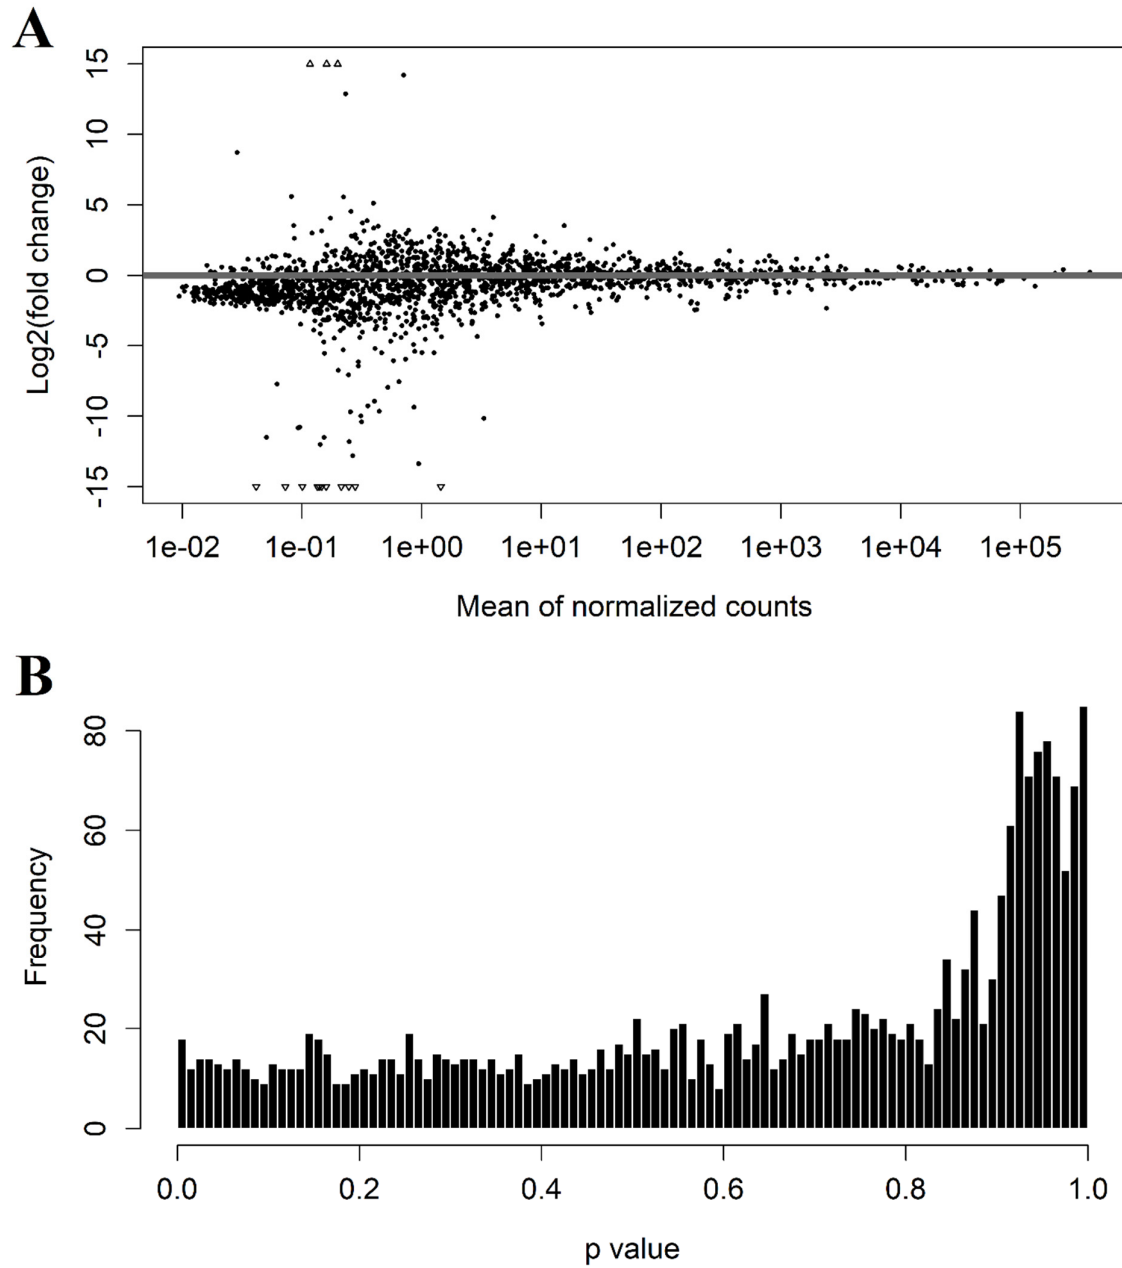 A
Log2(fold change)
15
10
5
0
-5
-10
-15
1e-02 1e-01 1e+00 1e+01 1e+02 1e+03 1e+04 1e+05
Mean of normalized counts
B
Frequency
80
60
40
20
0
0.0 0.2 0.4 0.6 0.8 1.0
p value